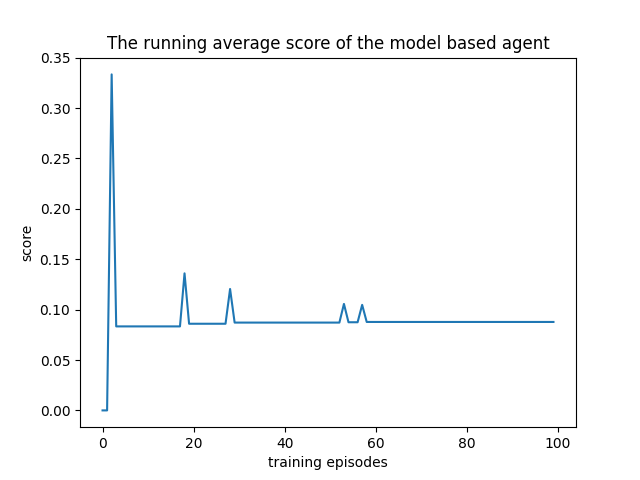 The running average score of the model based agent
0.35
0.30
0.25
0.20
0.15
0.10
0.05
0.00
score
0 20 40 60 80 100
training episodes